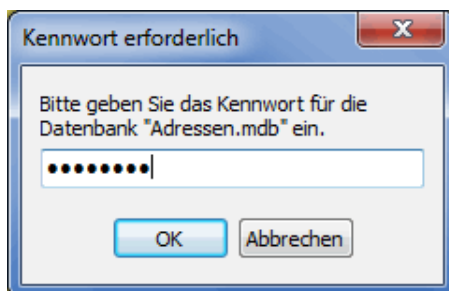 Kennwort erforderlich
Bitte geben Sie das Kennwort für die
Datenbank "Adressen.mdb" ein.
●●●●●●●●
OK Abbrechen